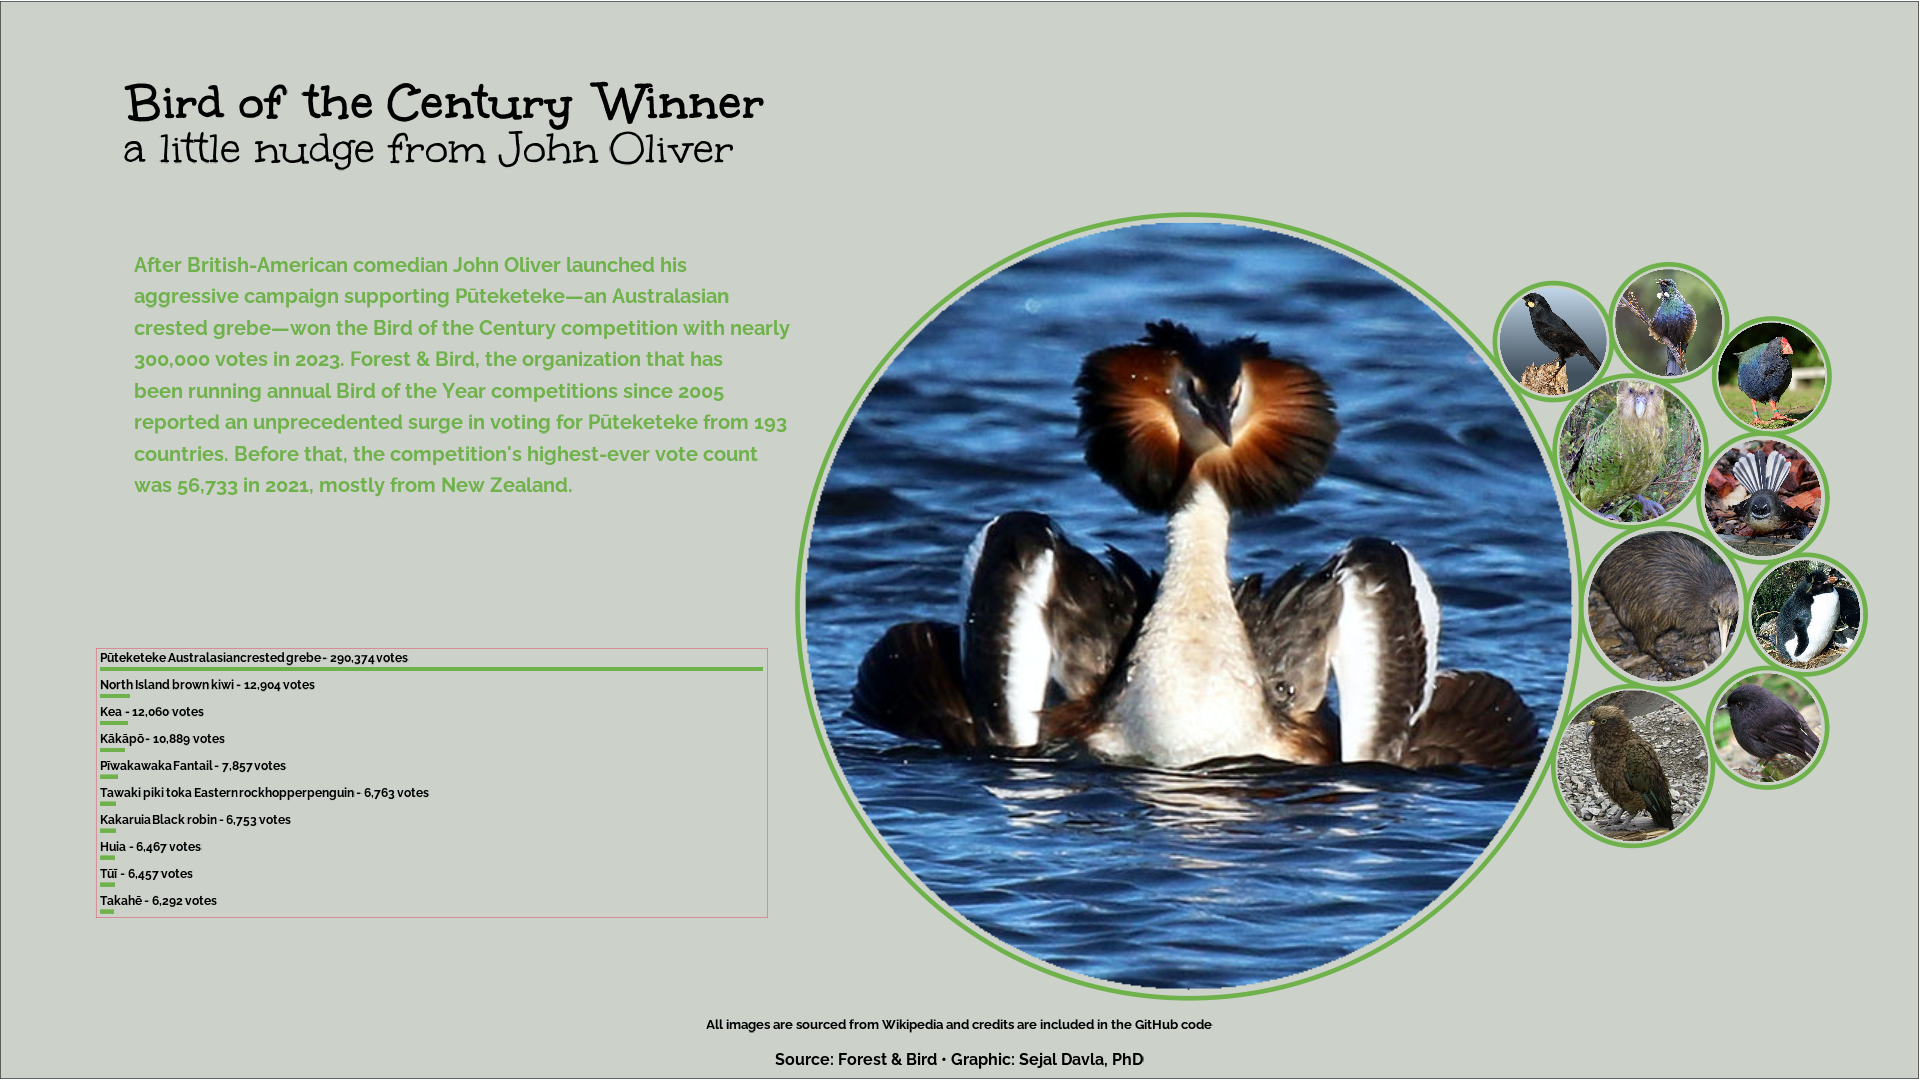 Bird of the Century Winner
a little nudge from John Oliver
After British-American comedian John Oliver launched his
aggressive campaign supporting Pūteketeke—an Australasian
crested grebe—won the Bird of the Century competition with nearly
300,000 votes in 2023. Forest & Bird, the organization that has
been running annual Bird of the Year competitions since 2005
reported an unprecedented surge in voting for Pūteketeke from 193
countries. Before that, the competition's highest-ever vote count
was 56,733 in 2021, mostly from New Zealand.
Pūteketeke Australasian crested grebe - 290,374 votes
North Island brown kiwi - 12,904 votes
Kea - 12,060 votes
Kākāpō - 10,889 votes
Pīwakawaka Fantail - 7,857 votes
Tawaki piki toka Eastern rockhopper penguin - 6,763 votes
Kakaruia Black robin - 6,753 votes
Huia - 6,467 votes
Tūī - 6,457 votes
Takahē - 6,292 votes
All images are sourced from Wikipedia and credits are included in the GitHub code
Source: Forest & Bird • Graphic: Sejal Davla, PhD